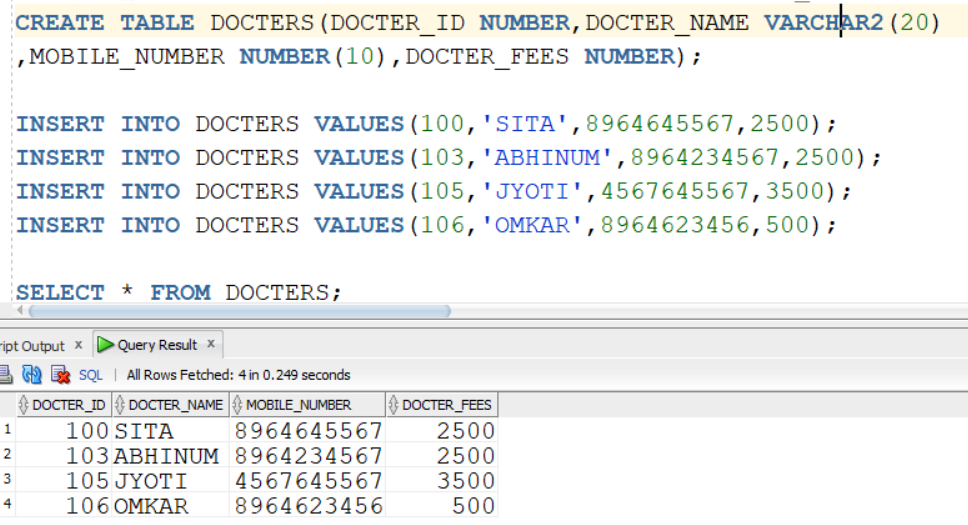 CREATE TABLE DOCTERS(DOCTER_ID NUMBER,DOCTER_NAME VARCHAR2(20)
,MOBILE_NUMBER NUMBER(10),DOCTER_FEES NUMBER);
INSERT INTO DOCTERS VALUES(100,'SITA',8964645567,2500);
INSERT INTO DOCTERS VALUES(103,'ABHINUM',8964234567,2500);
INSERT INTO DOCTERS VALUES(105,'JYOTI',4567645567,3500);
INSERT INTO DOCTERS VALUES(106,'OMKAR',8964623456,500);
SELECT * FROM DOCTERS;
ript Output x Query Result x
SQL | All Rows Fetched: 4 in 0.249 seconds
DOCTER_ID DOCTER_NAME MOBILE_NUMBER DOCTER_FEES
1 100 SITA 8964645567 2500
2 103 ABHINUM 8964234567 2500
3 105 JYOTI 4567645567 3500
4 106 OMKAR 8964623456 500